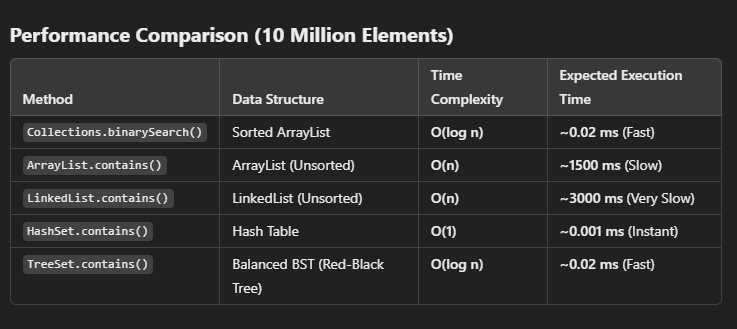 Performance Comparison (10 Million Elements)
Method Data Structure Time Complexity Expected Execution Time
Collections.binarySearch() Sorted ArrayList O(log n) ~0.02 ms (Fast)
ArrayList.contains() ArrayList (Unsorted) O(n) ~1500 ms (Slow)
LinkedList.contains() LinkedList (Unsorted) O(n) ~3000 ms (Very Slow)
HashSet.contains() Hash Table O(1) ~0.001 ms (Instant)
TreeSet.contains() Balanced BST (Red-Black Tree) O(log n) ~0.02 ms (Fast)